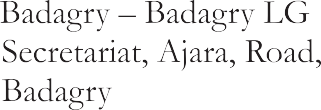 Badagry – Badagry LG
Secretariat, Ajara, Road,
Badagry